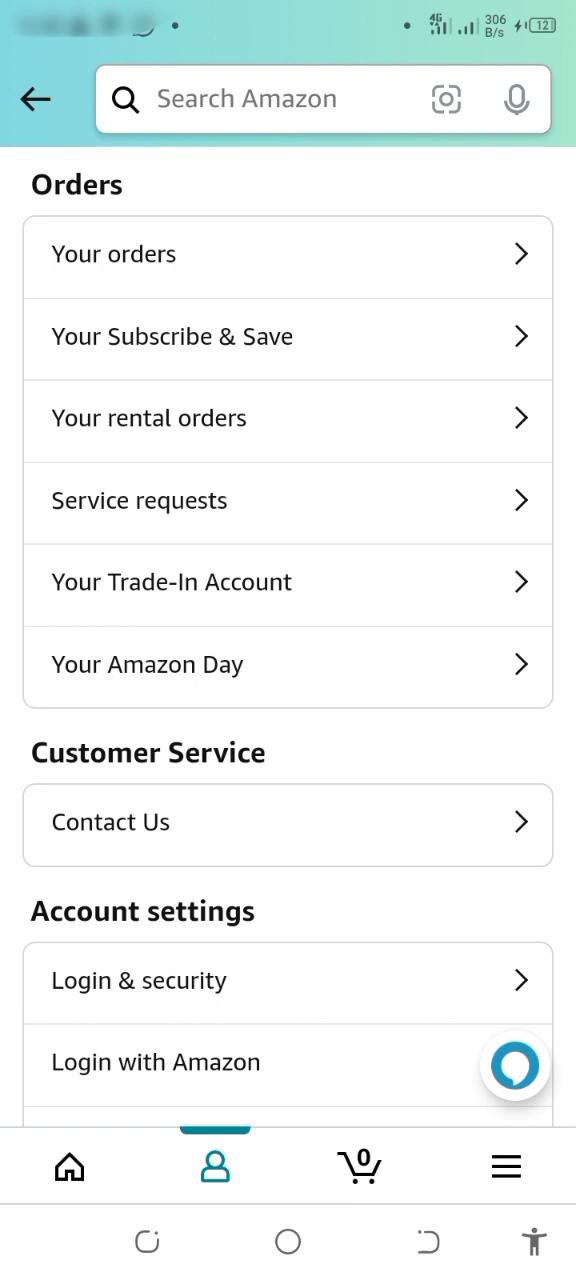 4G
306
B/s
12
Search Amazon
Orders
Your orders
Your Subscribe & Save
Your rental orders
Service requests
Your Trade-In Account
Your Amazon Day
Customer Service
Contact Us
Account settings
Login & security
Login with Amazon
0